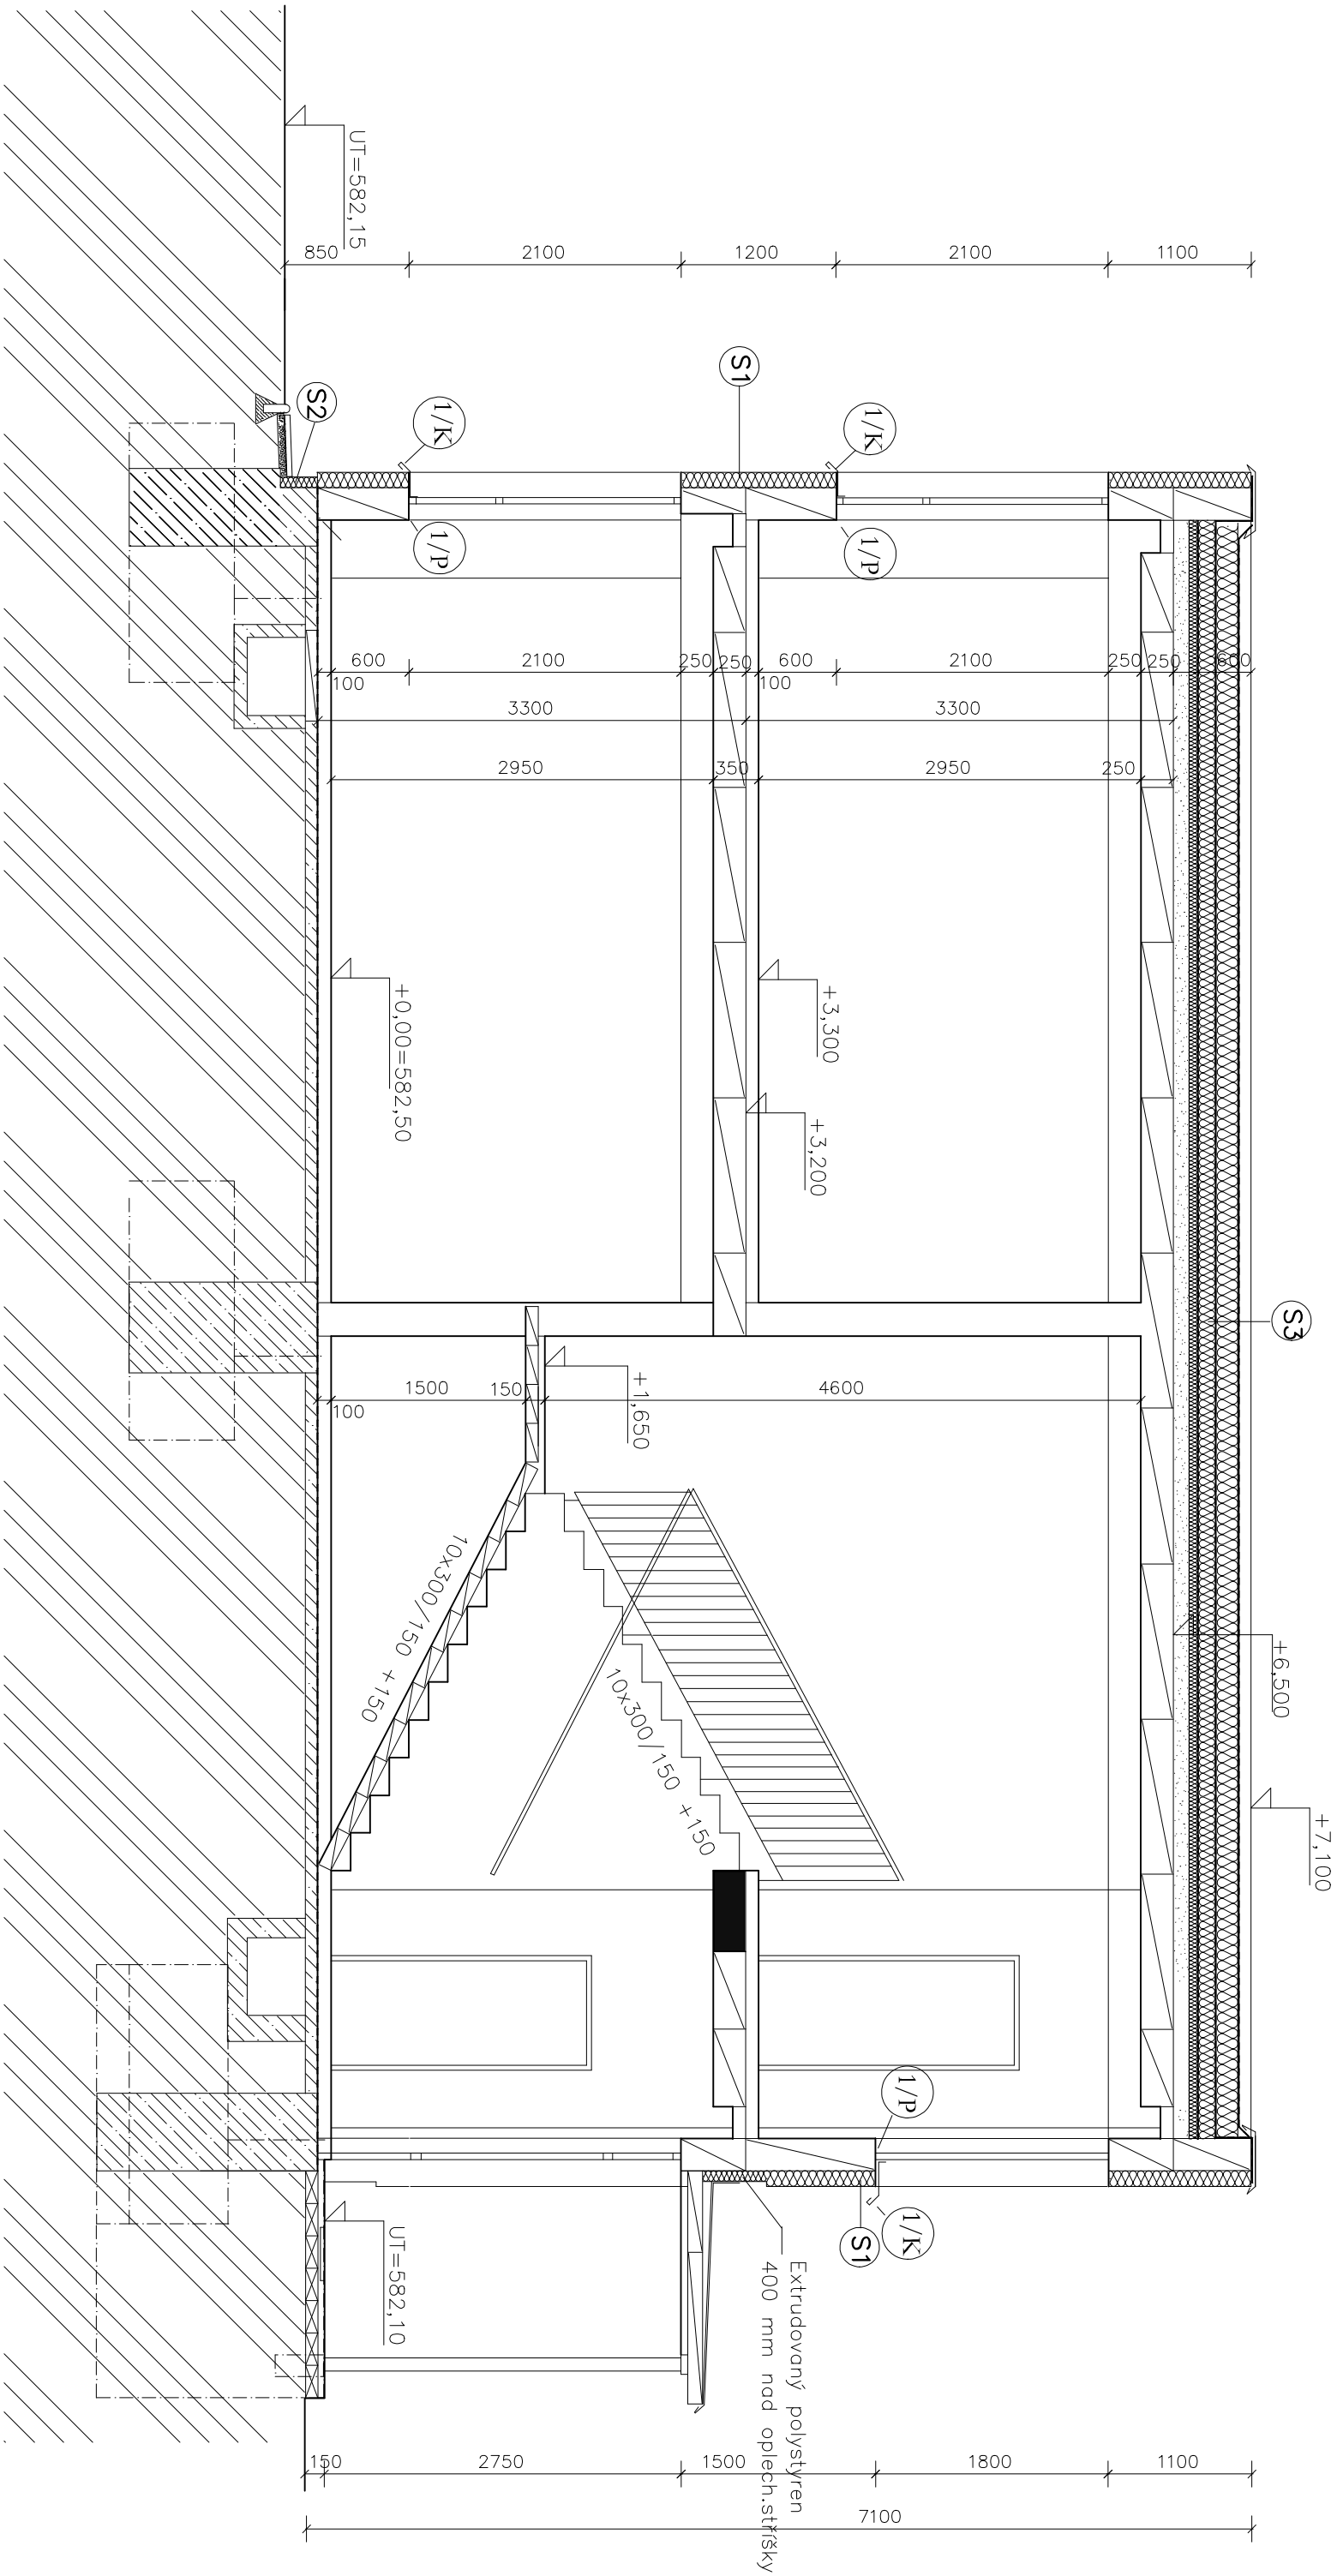 UT=582,15
850
2100
1200
2100
1100
S1
S2
1/K
1/K
1/P
1/P
600
2100
250
250
600
2100
250
250
600
100
100
3300
3300
2950
350
2950
250
+0,00=582,50
+3,300
+3,200
S3
1500
150
100
+1,650
4600
10x300/150 +150
10x300/150 +150
+6,500
+7,100
1/P
1/K
S1
UT=582,10
Extrudovaný polystyren
400 mm nad oplech.stříšky
150
2750
1500
1800
1100
7100